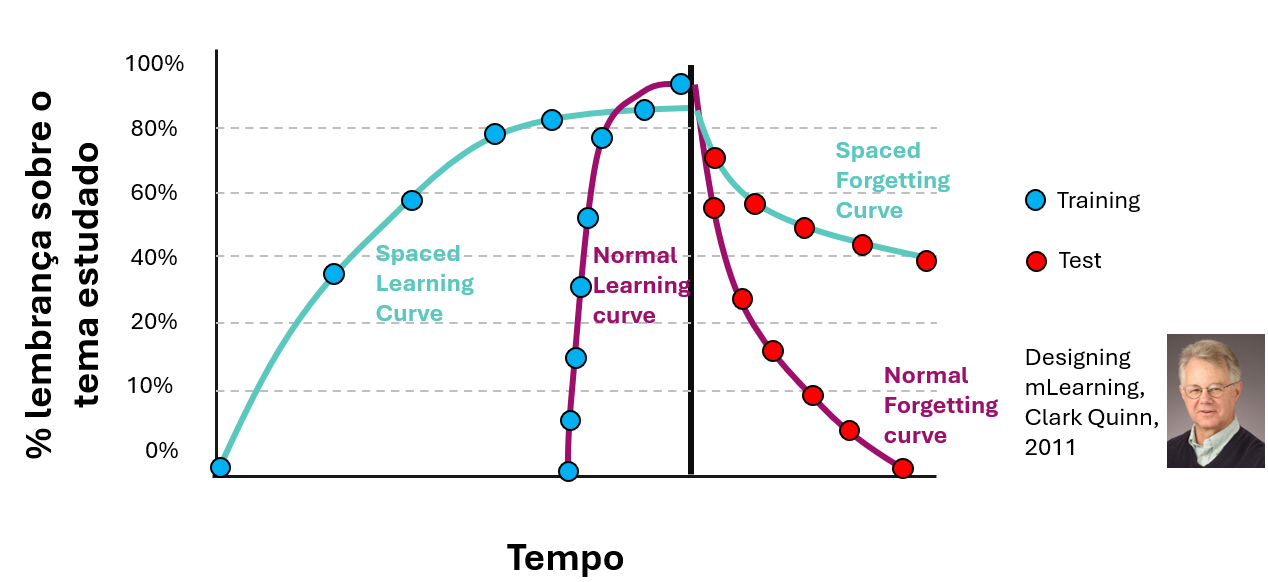 % lembrança sobre o
tema estudado
100%
80%
60%
40%
20%
10%
0%
Spaced
Learning
Curve
Normal
Learning
curve
Spaced
Forgetting
Curve
Normal
Forgetting
curve
Training
Test
Designing
mLearning,
Clark Quinn,
2011
Tempo